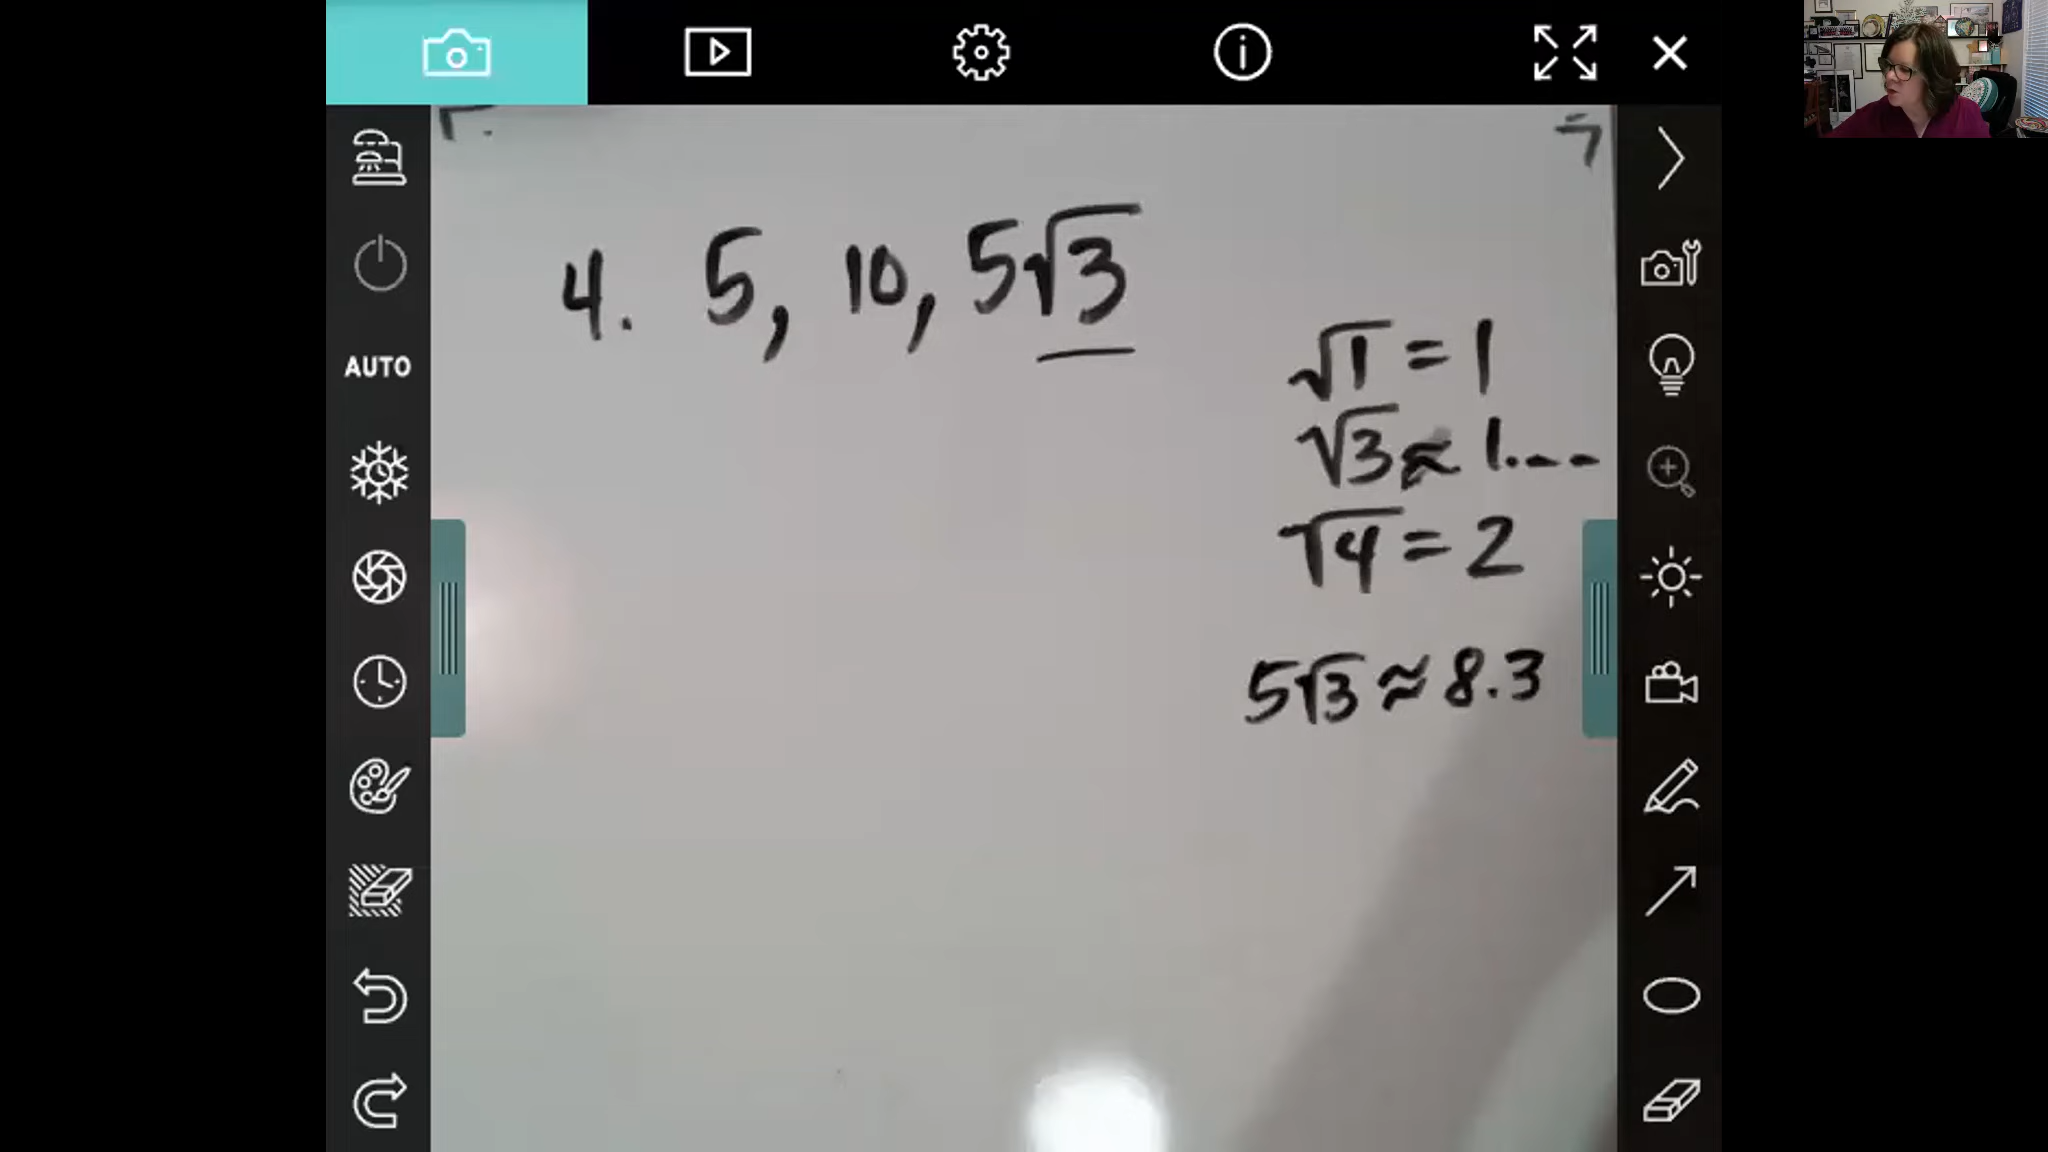 AUTO
4. 5, 10, 5√3
√1 = 1
√3 ≈ 1.--
√4 = 2
5√3 ≈ 8.3